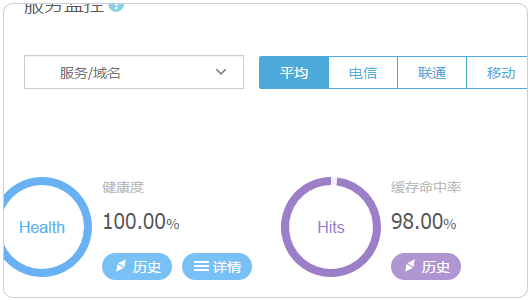 服务监控
服务/域名
平均 电信 联通 移动
Health
健康度
100.00%
历史 详情
Hits
缓存命中率
98.00%
历史